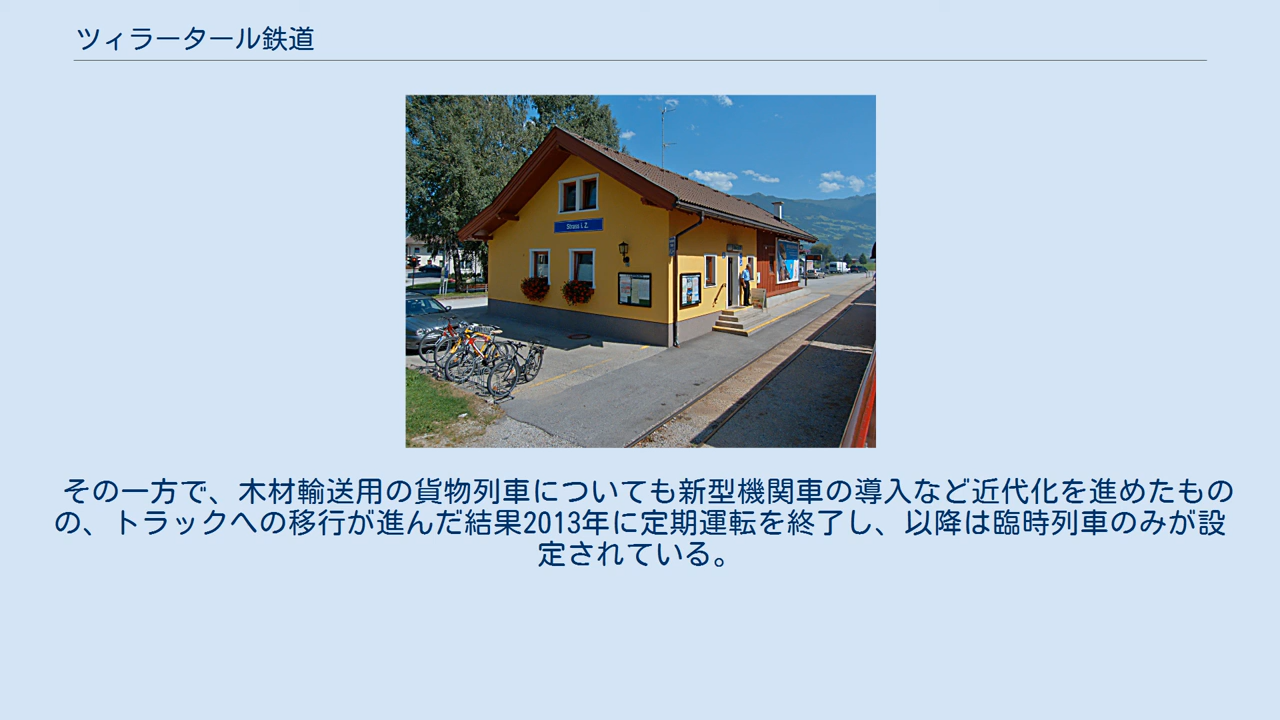 ツィラータール鉄道
Strass i. Z.
その一方で、木材輸送用の貨物列車についても新型機関車の導入など近代化を進めたもの
の、トラックへの移行が進んだ結果2013年に定期運転を終了し、以降は臨時列車のみが設
定されている。